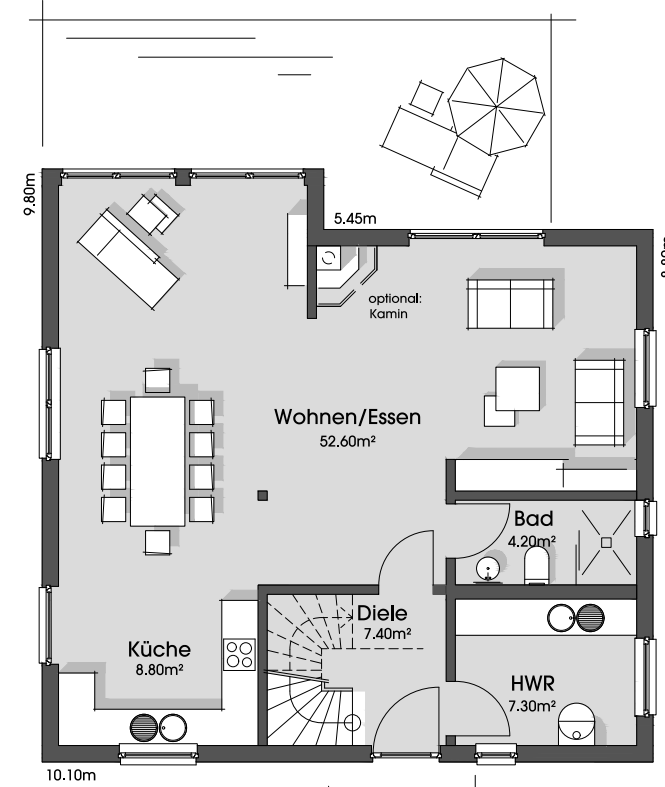 9.80m
5.45m
optional:
Kamin
Wohnen/Essen
52.60m²
Bad
4.20m²
Diele
7.40m²
Küche
8.80m²
HWR
7.30m²
10.10m